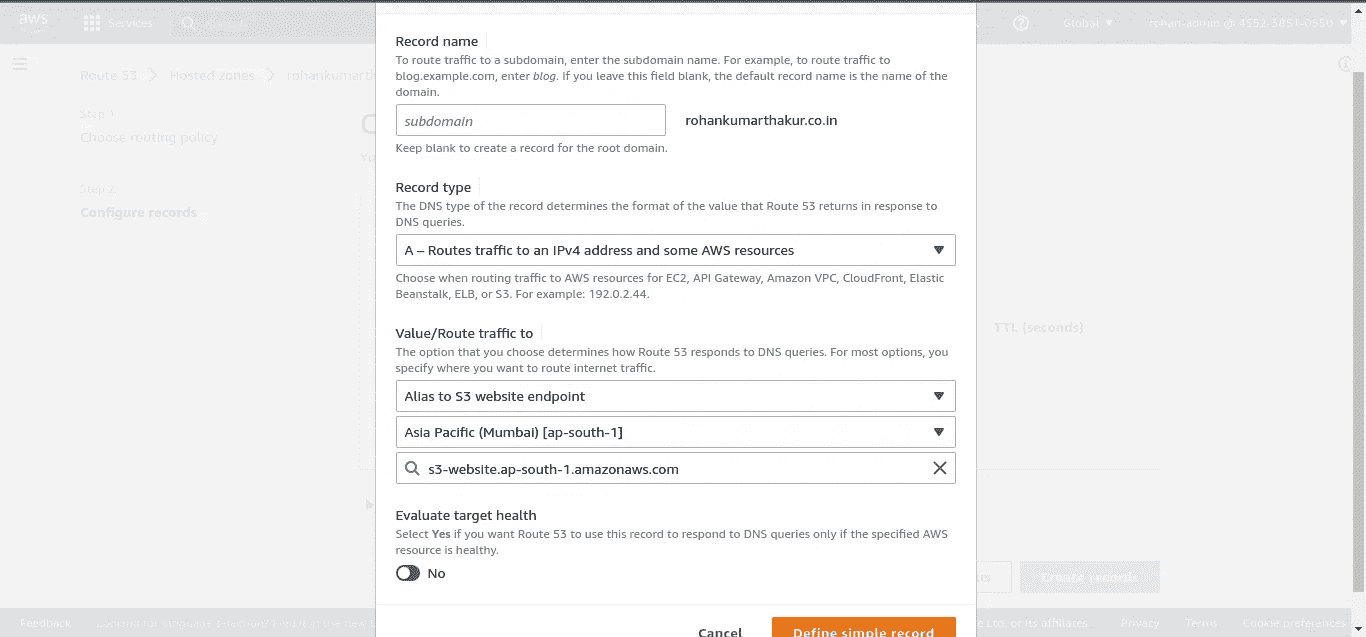 aws
Services
Global
Route 53
Hosted zones
Step 1
Choose routing policy
Step 2
Configure records
Record name
To route traffic to a subdomain, enter the subdomain name. For example, to route traffic to
blog.example.com, enter blog. If you leave this field blank, the default record name is the name of the
domain.
subdomain
rohankumarthakur.co.in
Keep blank to create a record for the root domain.
Record type
The DNS type of the record determines the format of the value that Route 53 returns in response to
DNS queries.
A – Routes traffic to an IPv4 address and some AWS resources
Choose when routing traffic to AWS resources for EC2, API Gateway, Amazon VPC, CloudFront, Elastic
Beanstalk, ELB, or S3. For example: 192.0.2.44.
Value/Route traffic to
The option that you choose determines how Route 53 responds to DNS queries. For most options, you
specify where you want to route internet traffic.
Alias to S3 website endpoint
Asia Pacific (Mumbai) [ap-south-1]
s3-website.ap-south-1.amazonaws.com
Evaluate target health
Select Yes if you want Route 53 to use this record to respond to DNS queries only if the specified AWS
resource is healthy.
No
Cancel
Define simple record
TTL (seconds)
Create records
Feedback
Privacy
Terms
Cookie preferences